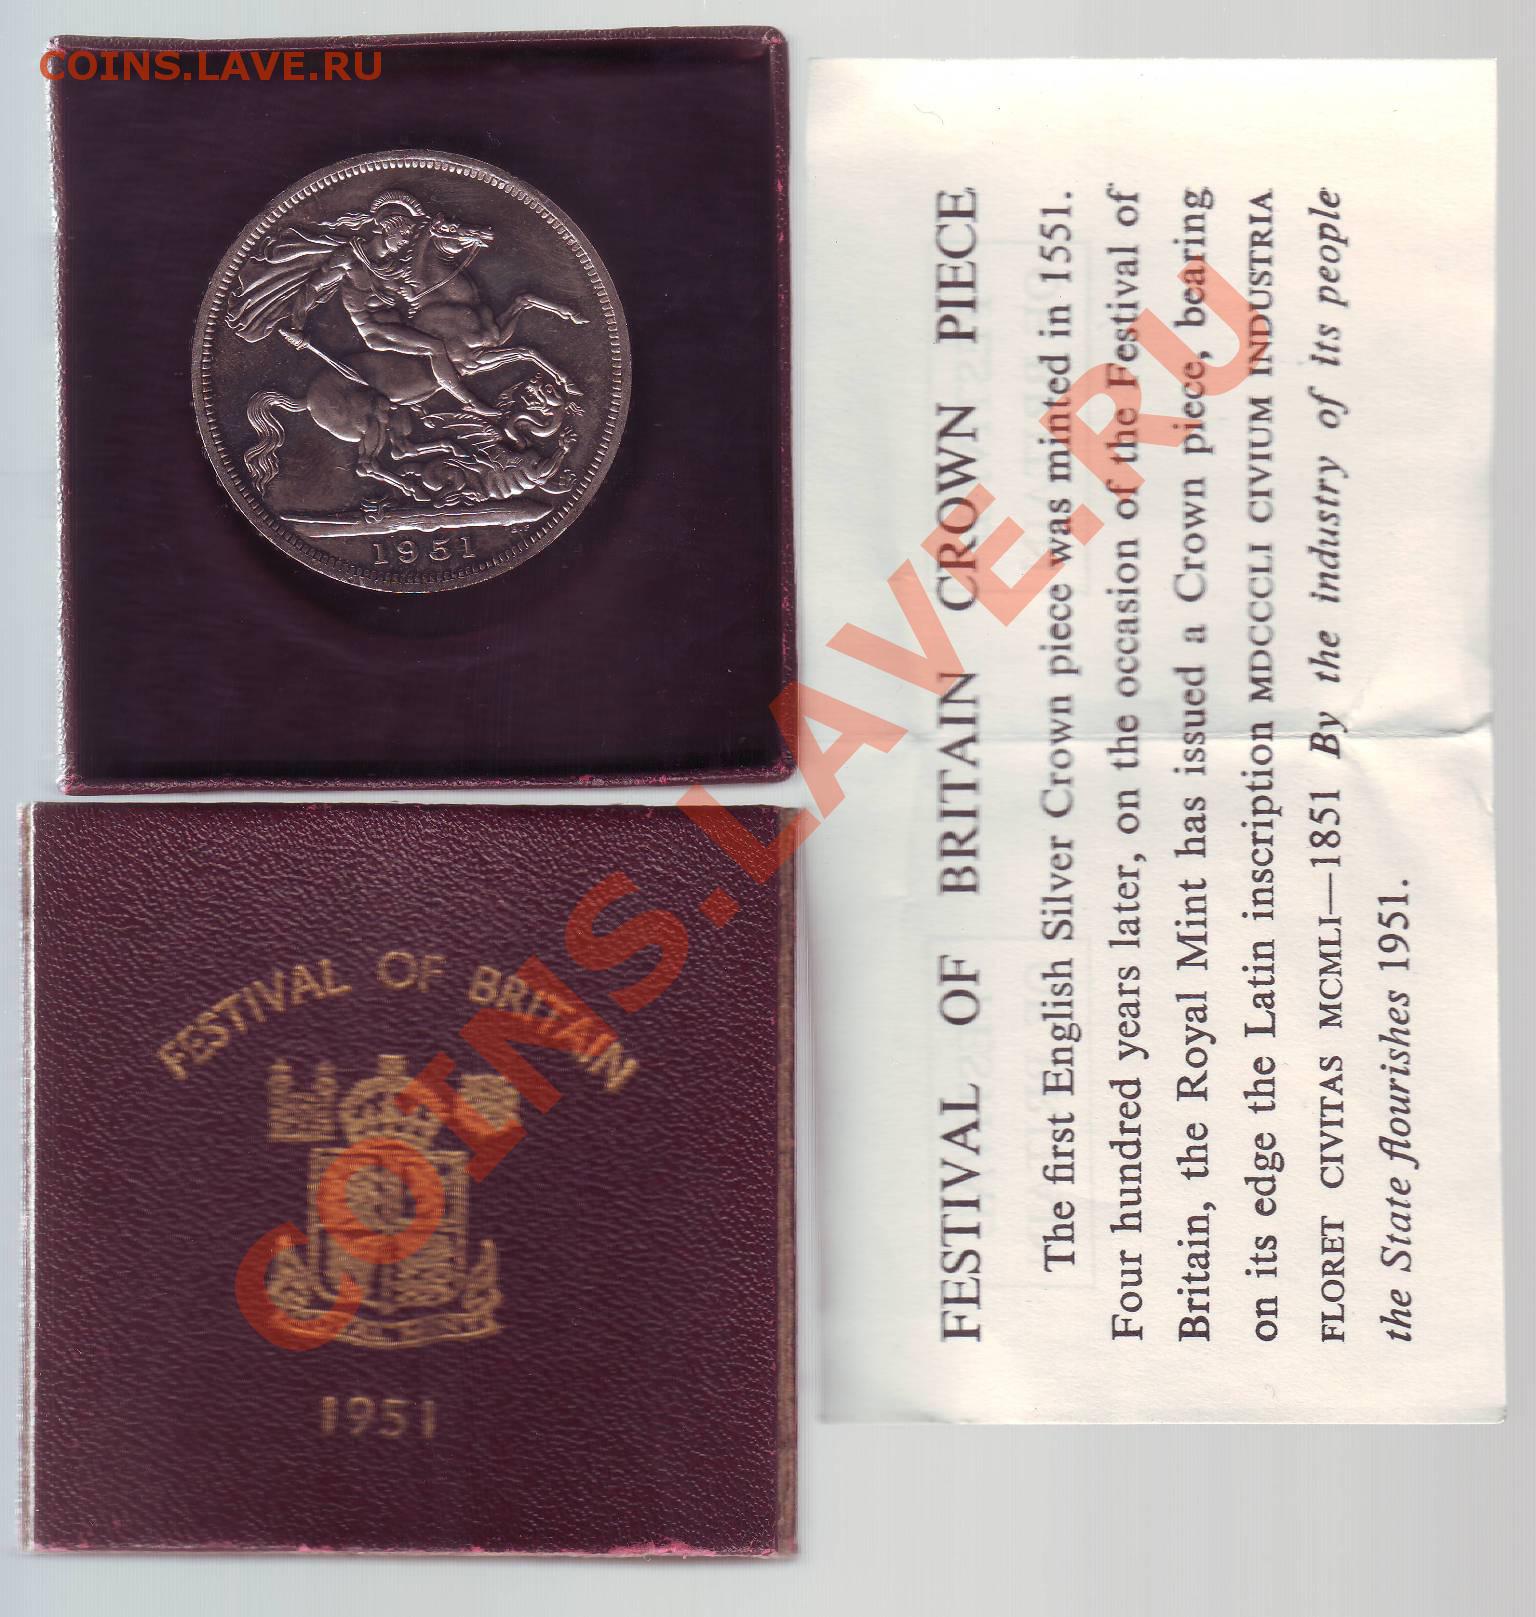 COINS.LAVE.RU
1951
FESTIVAL OF BRITAIN
1951
FESTIVAL OF BRITAIN CROWN PIECE
The first English Silver Crown piece was minted in 1551.
Four hundred years later, on the occasion of the Festival of
Britain, the Royal Mint has issued a Crown piece, bearing
on its edge the Latin inscription MDCCCLI CIVIUM INDUSTRIA
FLORET CIVITAS MCMLI—1851 By the industry of its people
the State flourishes 1951.
COINS.LAVE.RU